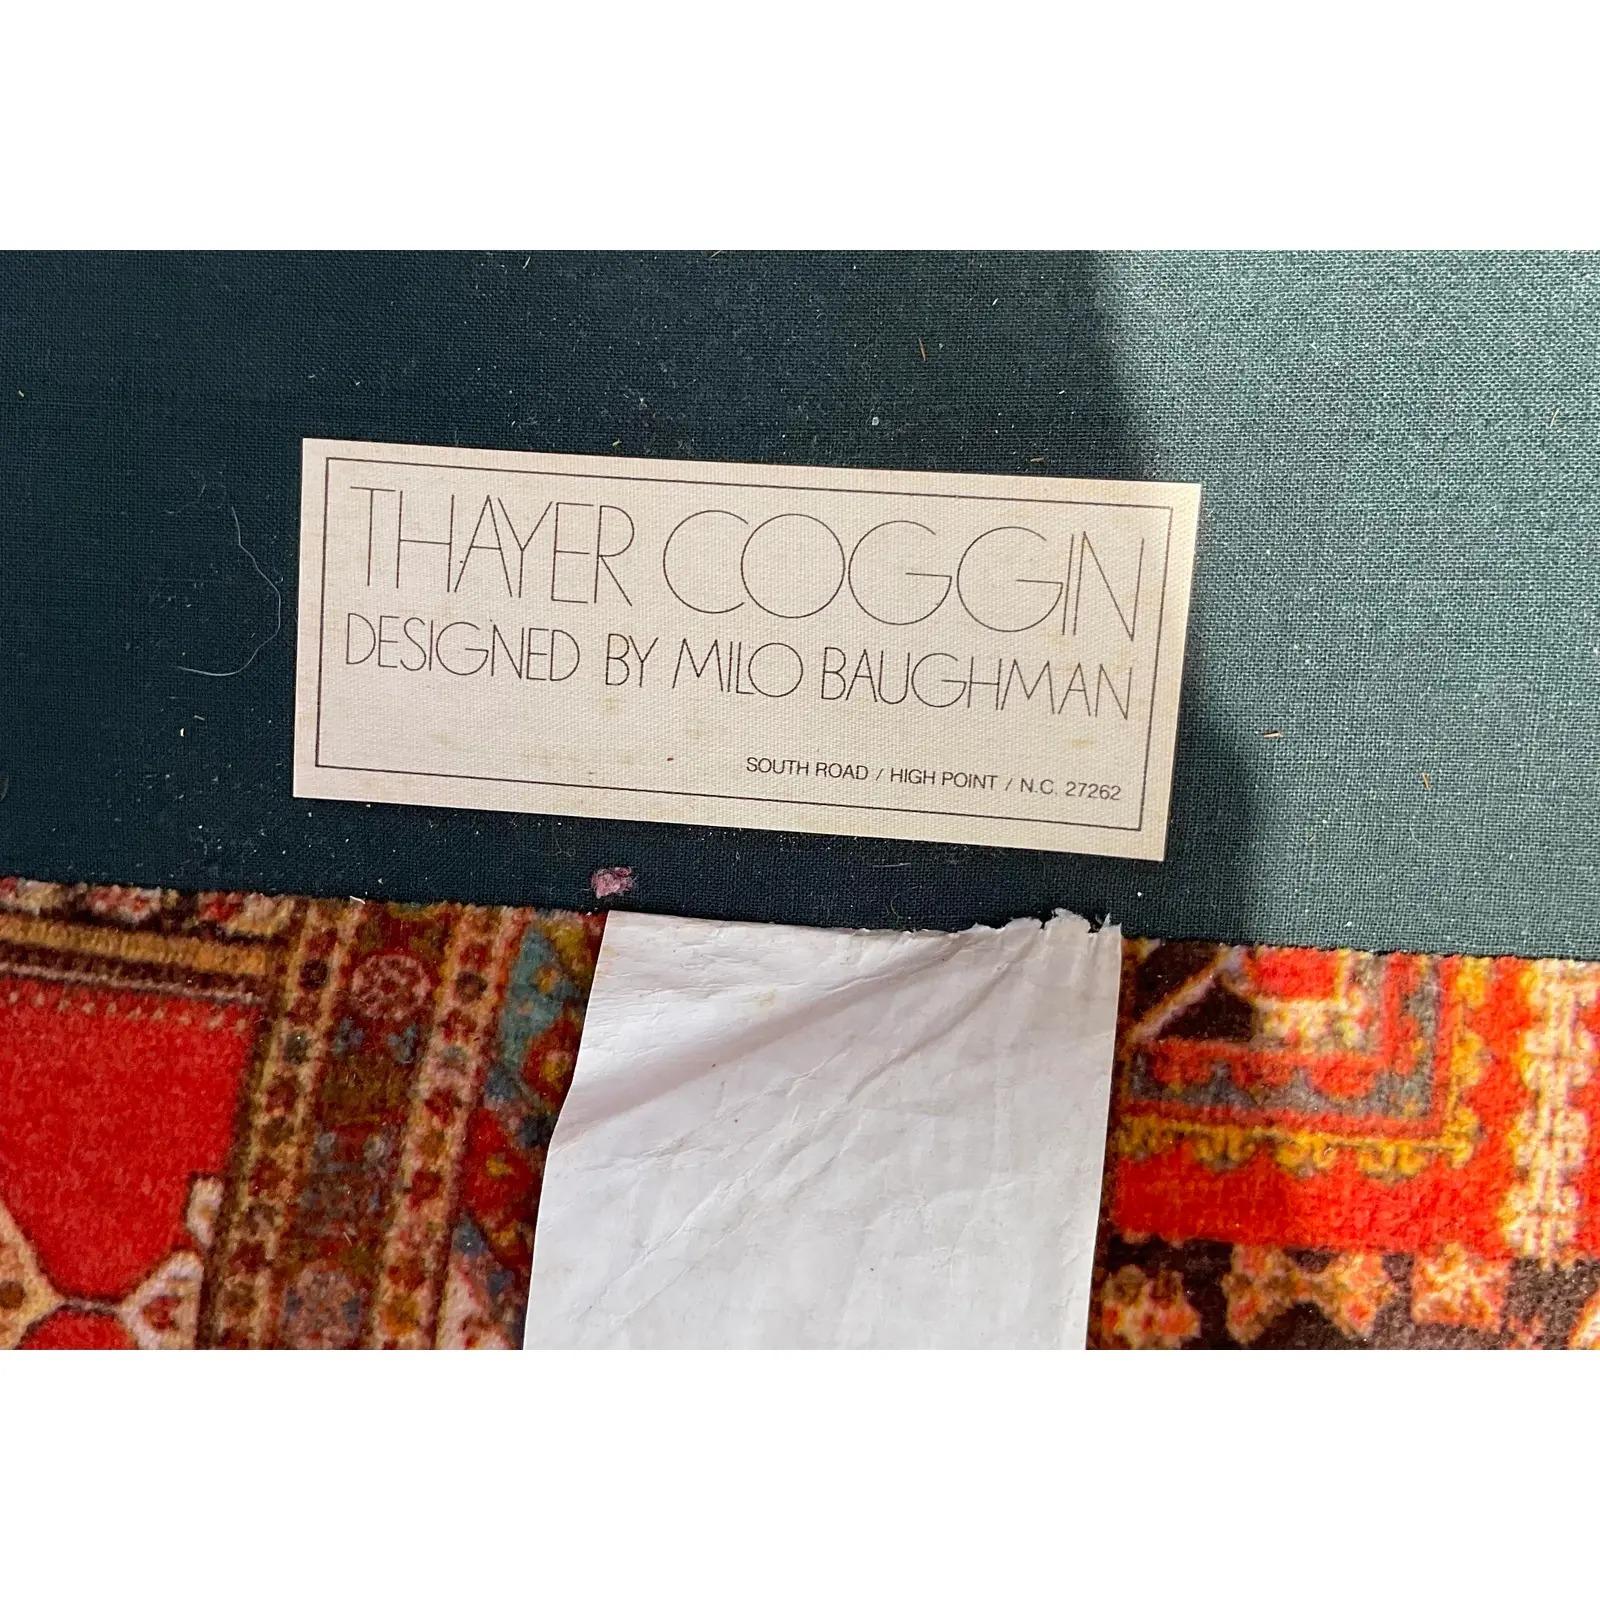 THAYER COGGIN
DESIGNED BY MILO BAUGHMAN
SOUTH ROAD / HIGH POINT / N.C. 27262